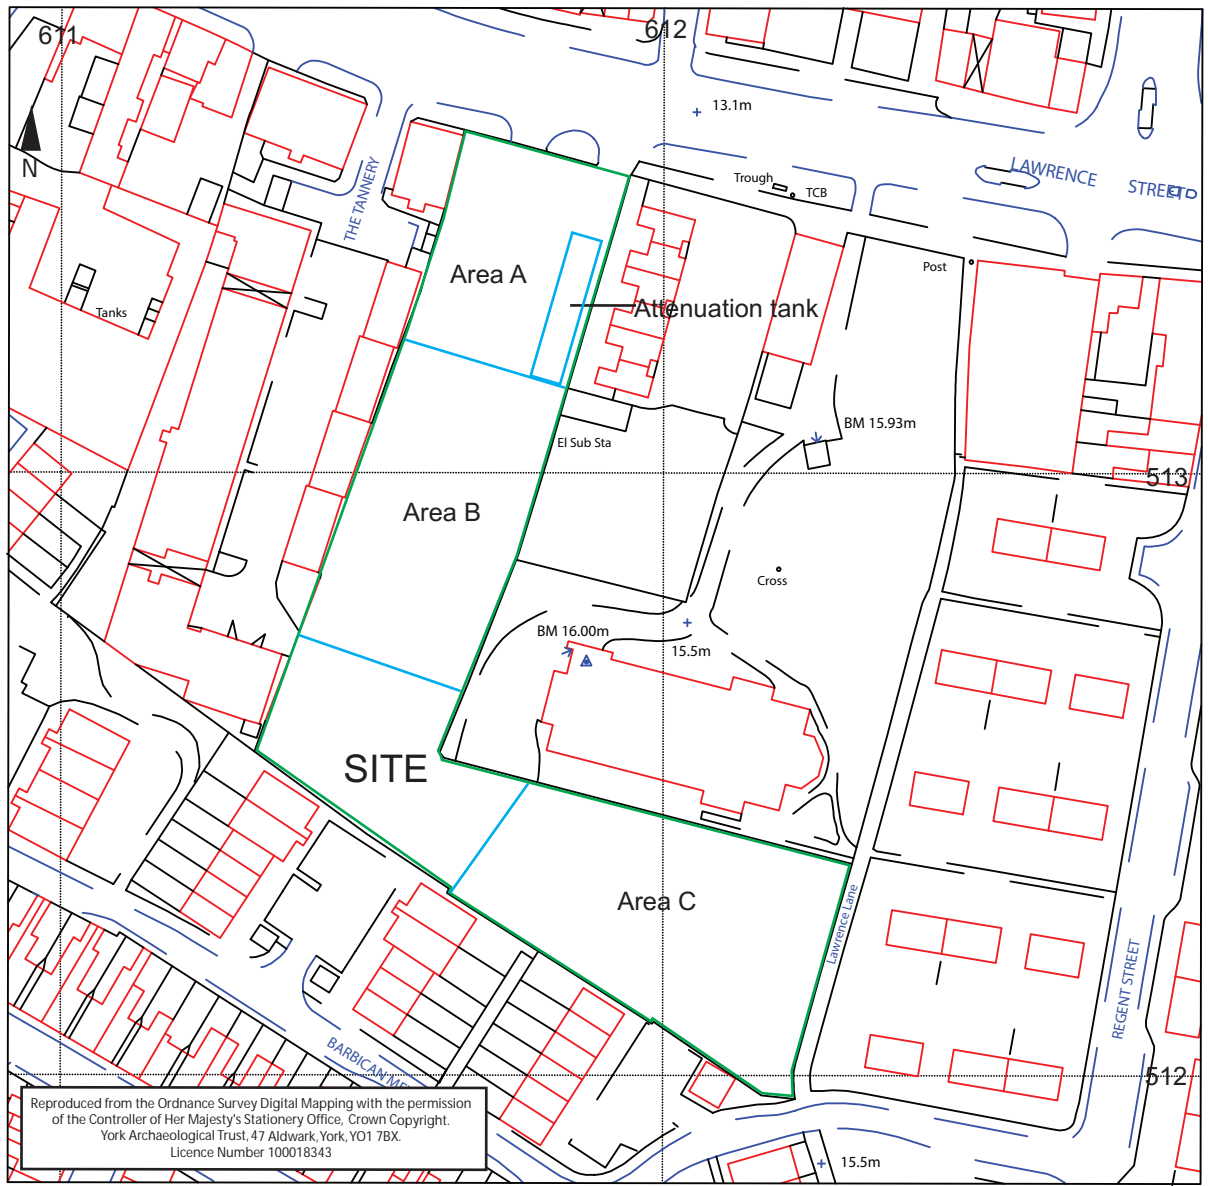 611
612
13.1m
N
THE TANNERY
LAWRENCE STREET
Trough
TCB
Post
Area A
Attenuation tank
Tanks
BM 15.93m
El Sub Sta
513
Area B
Cross
BM 16.00m
15.5m
SITE
Area C
Lawrence Lane
REGENT STREET
512
Reproduced from the Ordnance Survey Digital Mapping with the permission
of the Controller of Her Majesty's Stationery Office, Crown Copyright.
York Archaeological Trust, 47 Aldwark, York, YO1 7BX.
Licence Number 100018343
BARBICAN
15.5m